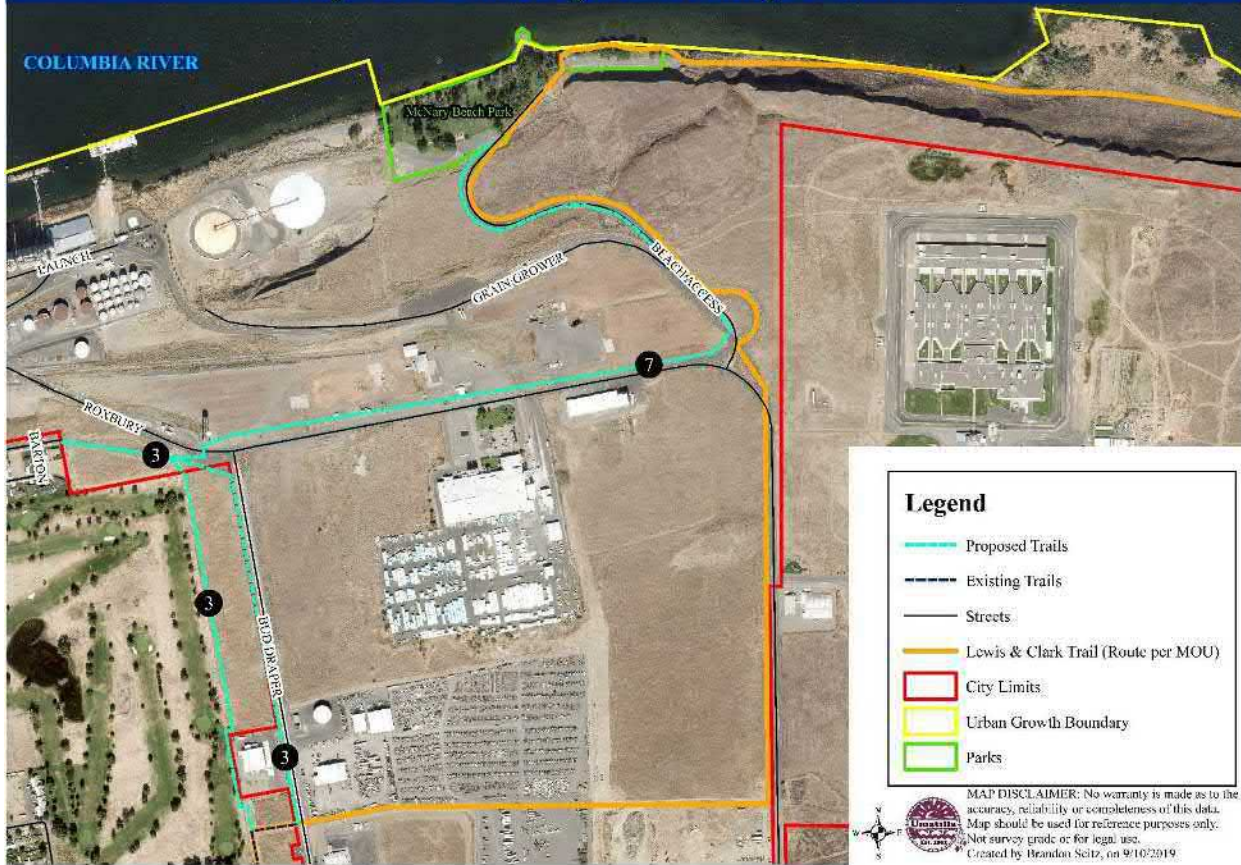 COLUMBIA RIVER
McNary Beach Park
LAUNCH
GRAIN GROWER
BEACH ACCESS
7
ROXBURY
BARTON
3
3
BUD DRAPER
3
Legend
Proposed Trails
Existing Trails
Streets
Lewis & Clark Trail (Route per MOU)
City Limits
Urban Growth Boundary
Parks
N
W E
S
Umatilla
MAP DISCLAIMER: No warranty is made as to the
accuracy, reliability or completeness of this data.
Map should be used for reference purposes only.
Not survey grade or for legal use.
Created by Brandon Seitz, on 9/10/2019